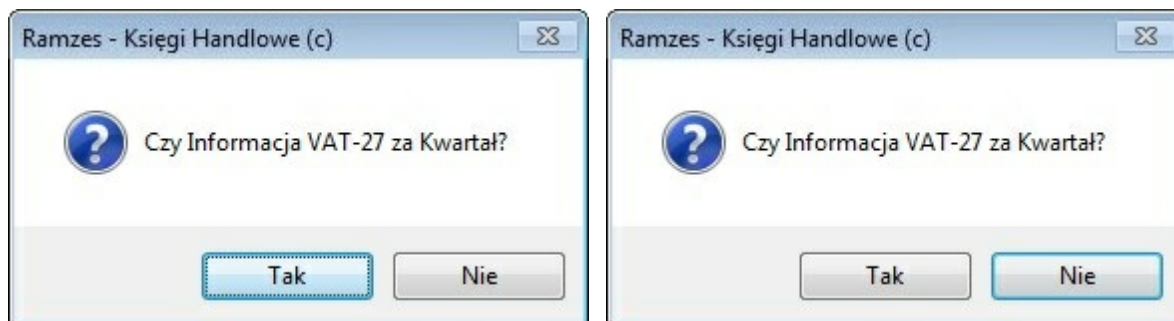 Ramzes - Księgi Handlowe (c)
Czy Informacja VAT-27 za Kwartał?
Tak Nie
Ramzes - Księgi Handlowe (c)
Czy Informacja VAT-27 za Kwartał?
Tak Nie